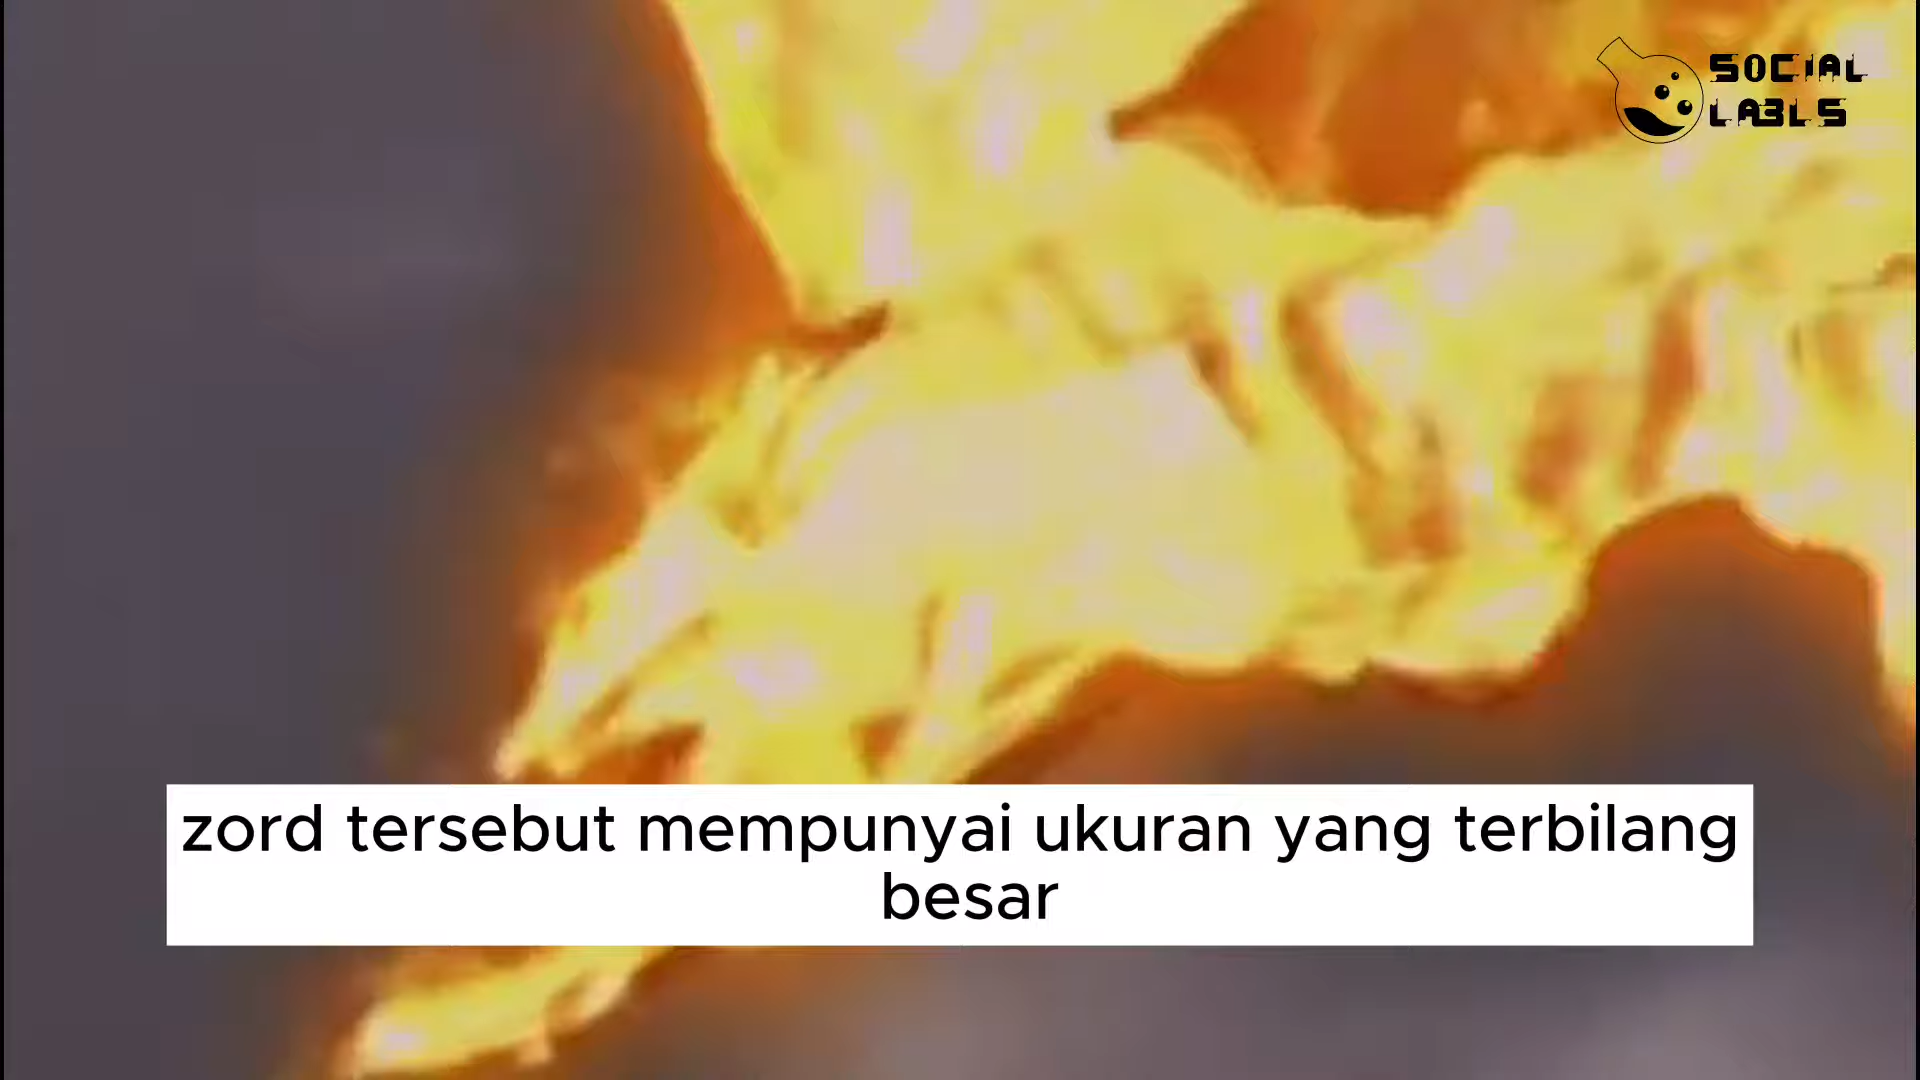 SOCIAL
LABLS
zord tersebut mempunyai ukuran yang terbilang
besar